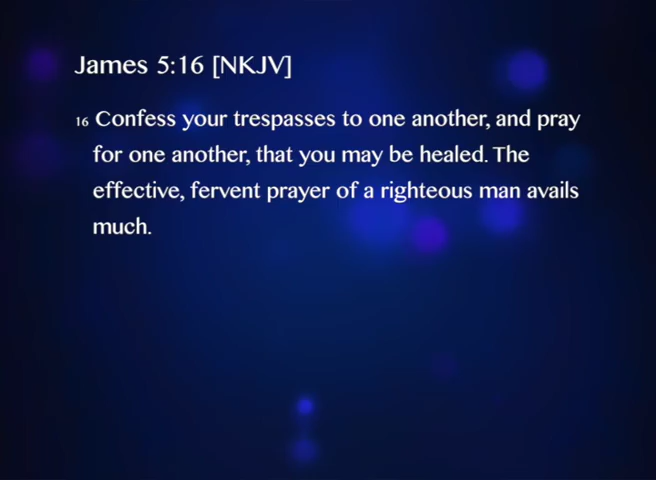 James 5:16 [NKJV]
16 Confess your trespasses to one another, and pray
for one another, that you may be healed. The
effective, fervent prayer of a righteous man avails
much.